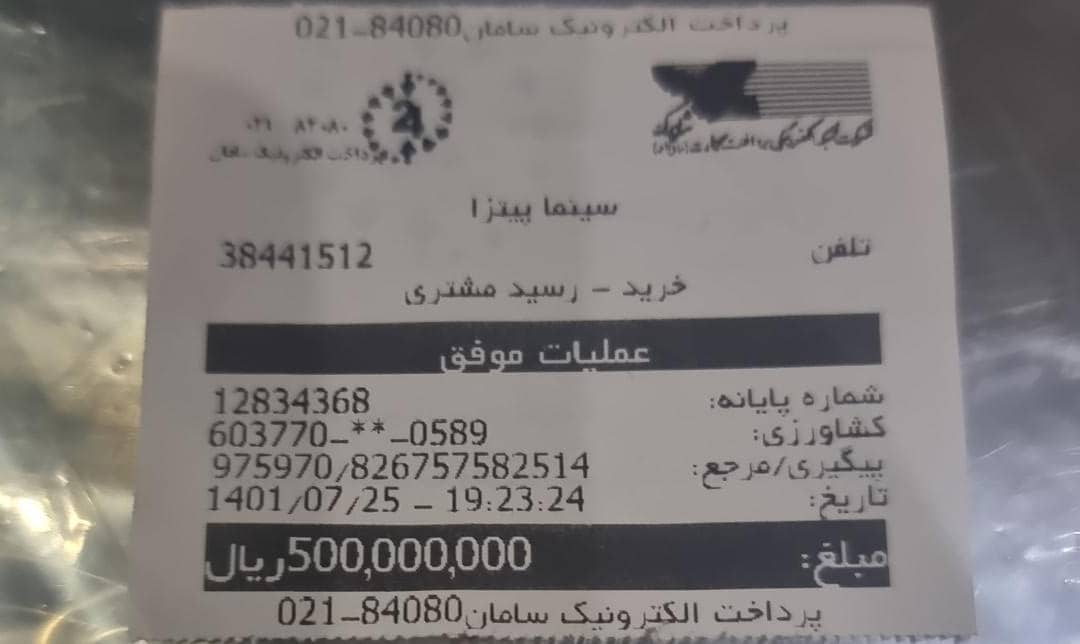 پرداخت الکترونیک سامان 021-84080
۰۲۱ ۸۴۰۸۰
پرداخت الکترونیک سامان
سینما پیتزا
تلفن 38441512
خرید - رسید مشتری
عملیات موفق
شماره پایانه: 12834368
کشاورزی: 603770-**-0589
پیگیری/مرجع: 975970/826757582514
تاریخ: 1401/07/25 - 19:23:24
مبلغ: 500,000,000ریال
پرداخت الکترونیک سامان 021-84080